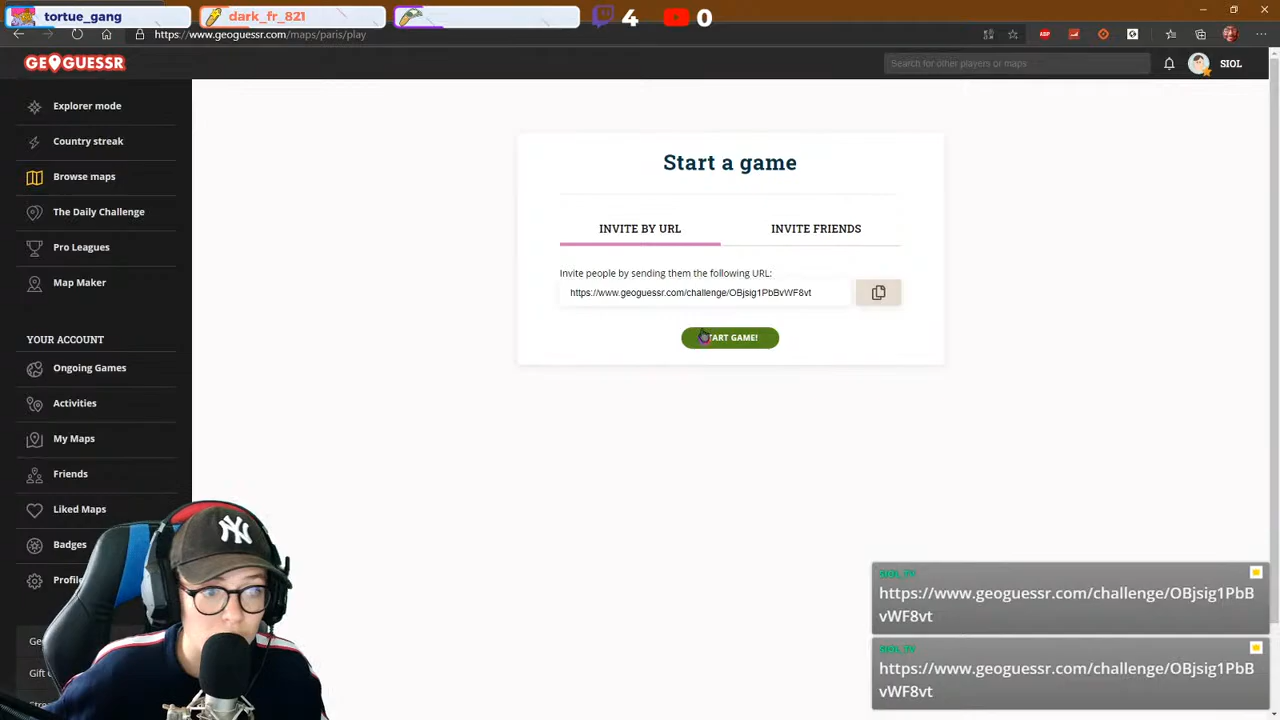 tortue_gang
dark_fr_821
4
0
https://www.geoguessr.com/maps/paris/play
GEOGUESSR
Search for other players or maps
SIOL
Explorer mode
Country streak
Browse maps
The Daily Challenge
Pro Leagues
Map Maker
YOUR ACCOUNT
Ongoing Games
Activities
My Maps
Friends
Liked Maps
Badges
Profile
Gift
Start a game
INVITE BY URL
INVITE FRIENDS
Invite people by sending them the following URL:
https://www.geoguessr.com/challenge/OBjsig1PbBvWF8vt
START GAME!
NY
https://www.geoguessr.com/challenge/OBjsig1PbB
vWF8vt
https://www.geoguessr.com/challenge/OBjsig1PbB
vWF8vt